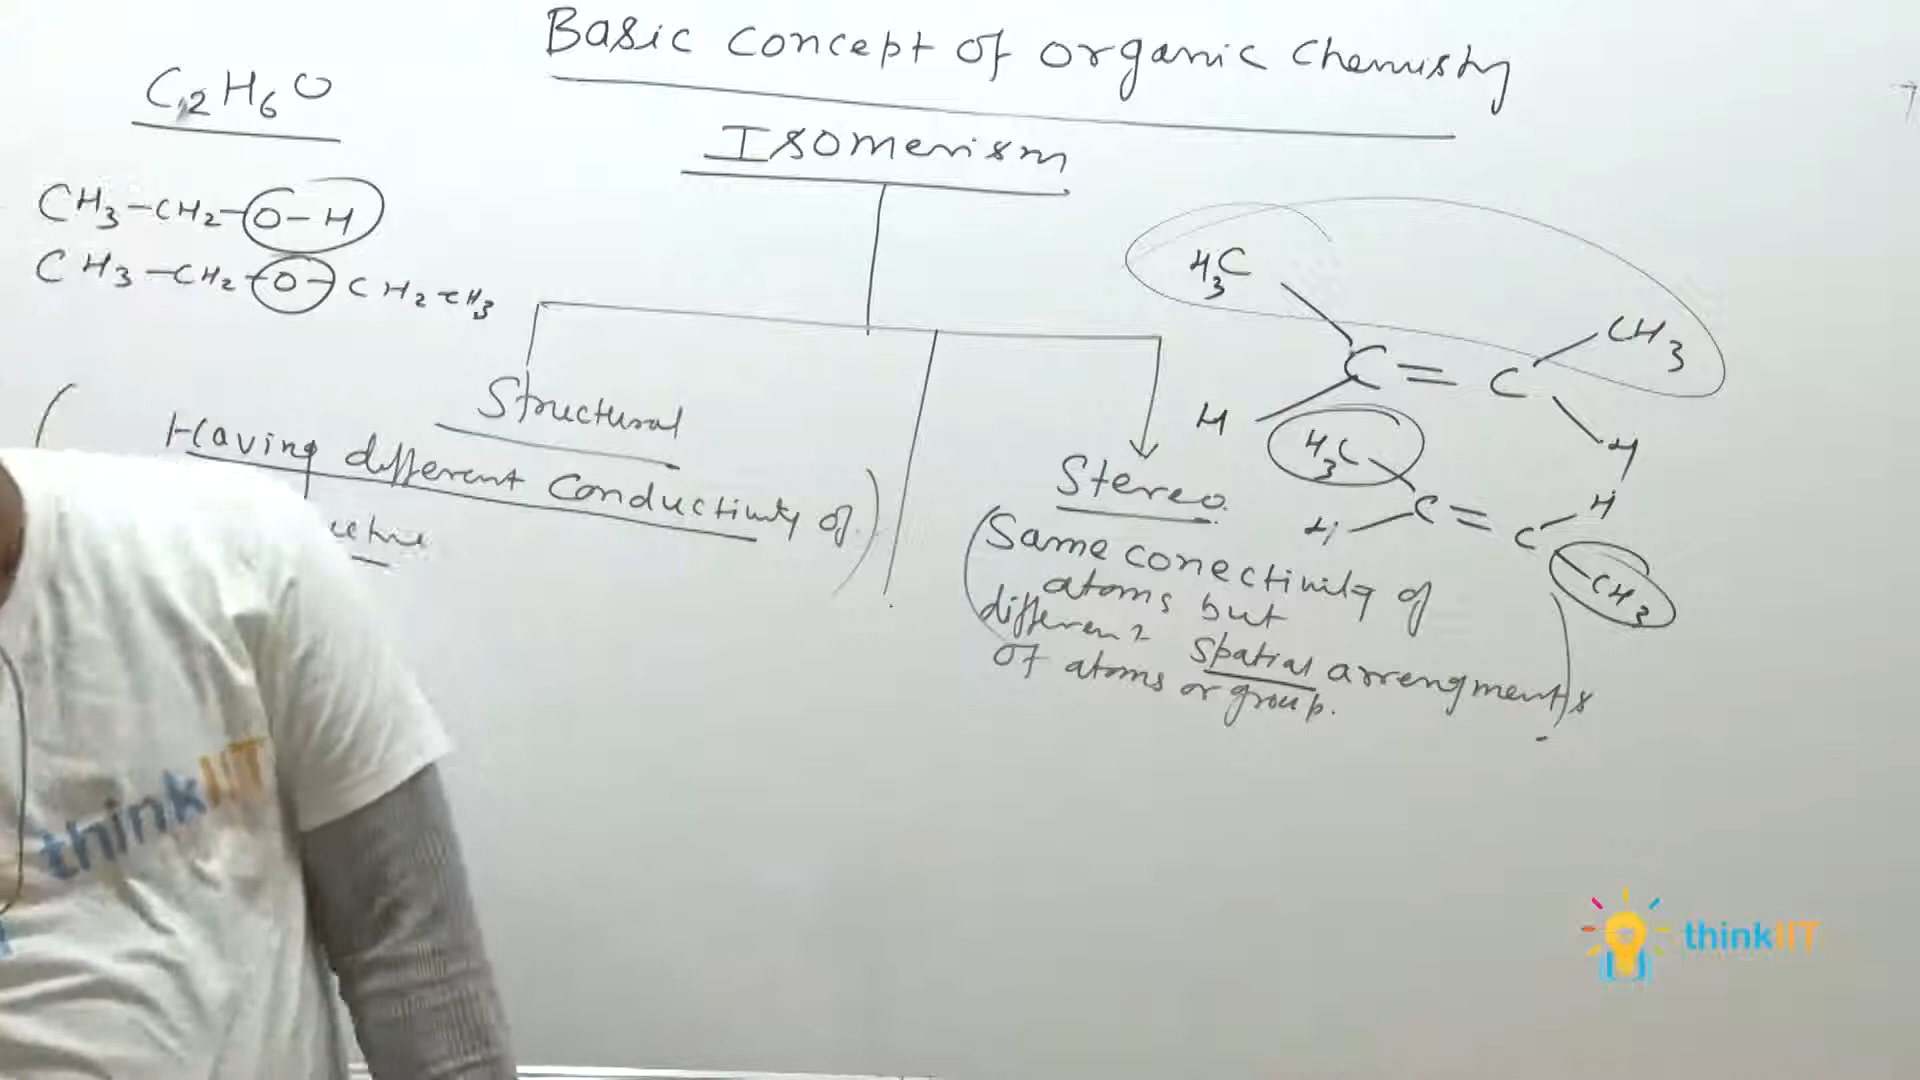 Basic concept of organic chemistry
C2H6O
Isomerism
CH3-CH2-O-H
CH3-CH2-O-CH2-CH3
Structural
Having different Conductivity of
Stereo.
Same conectivity of
atoms but
different spatial arrengments
of atoms or group.
H3C
CH3
C=C
H
H
H3C
H
C=C
H
CH3
thinkIIT
thinkIIT